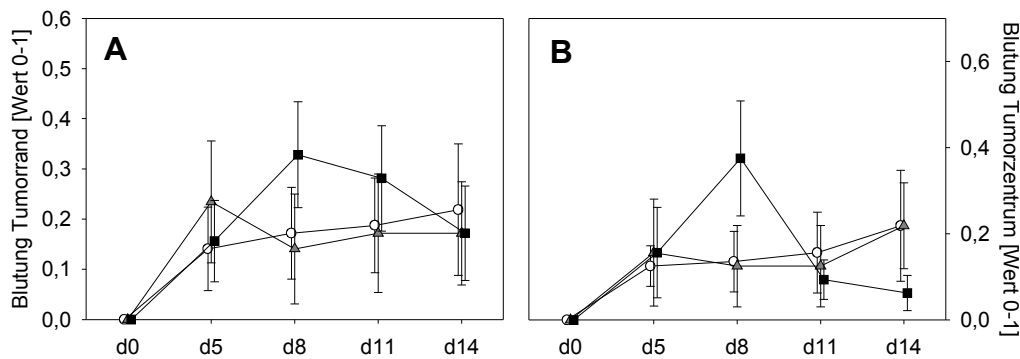 A
B
Blutung Tumorrand [Wert 0-1]
0,6
0,5
0,4
0,3
0,2
0,1
0,0
d0 d5 d8 d11 d14
d0 d5 d8 d11 d14
0,6
0,4
0,2
0,0
Blutung Tumorzentrum [Wert 0-1]